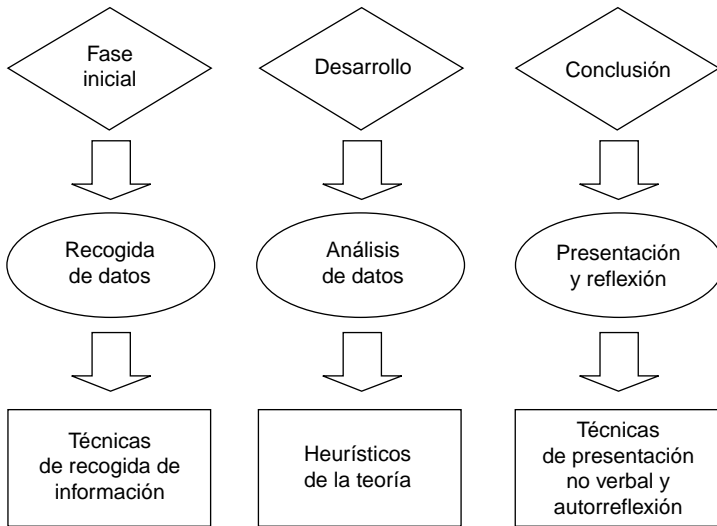 Fase
inicial
Desarrollo
Conclusión
Recogida
de datos
Análisis
de datos
Presentación
y reflexión
Técnicas
de recogida de
información
Heurísticos
de la teoría
Técnicas
de presentación
no verbal y
autorreflexión